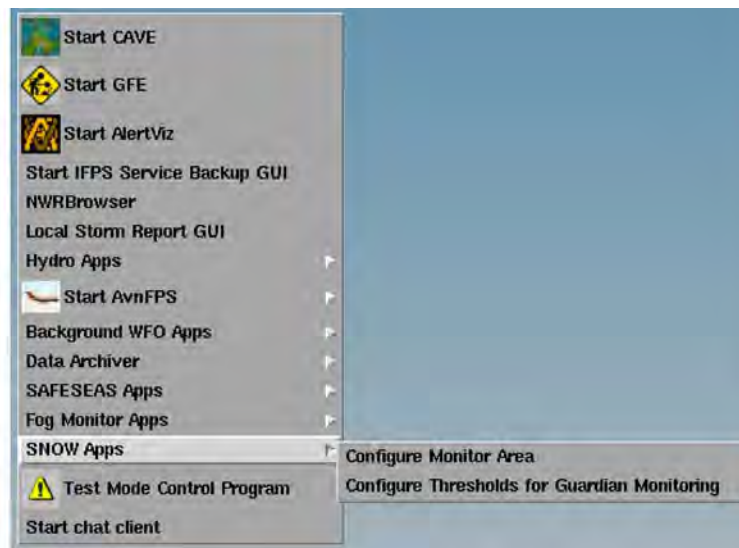 Start CAVE
Start GFE
Start AlertViz
Start IFPS Service Backup GUI
NWRBrowser
Local Storm Report GUI
Hydro Apps
Start AvnFPS
Background WFO Apps
Data Archiver
SAFESEAS Apps
Fog Monitor Apps
SNOW Apps
Configure Monitor Area
Configure Thresholds for Guardian Monitoring
Test Mode Control Program
Start chat client